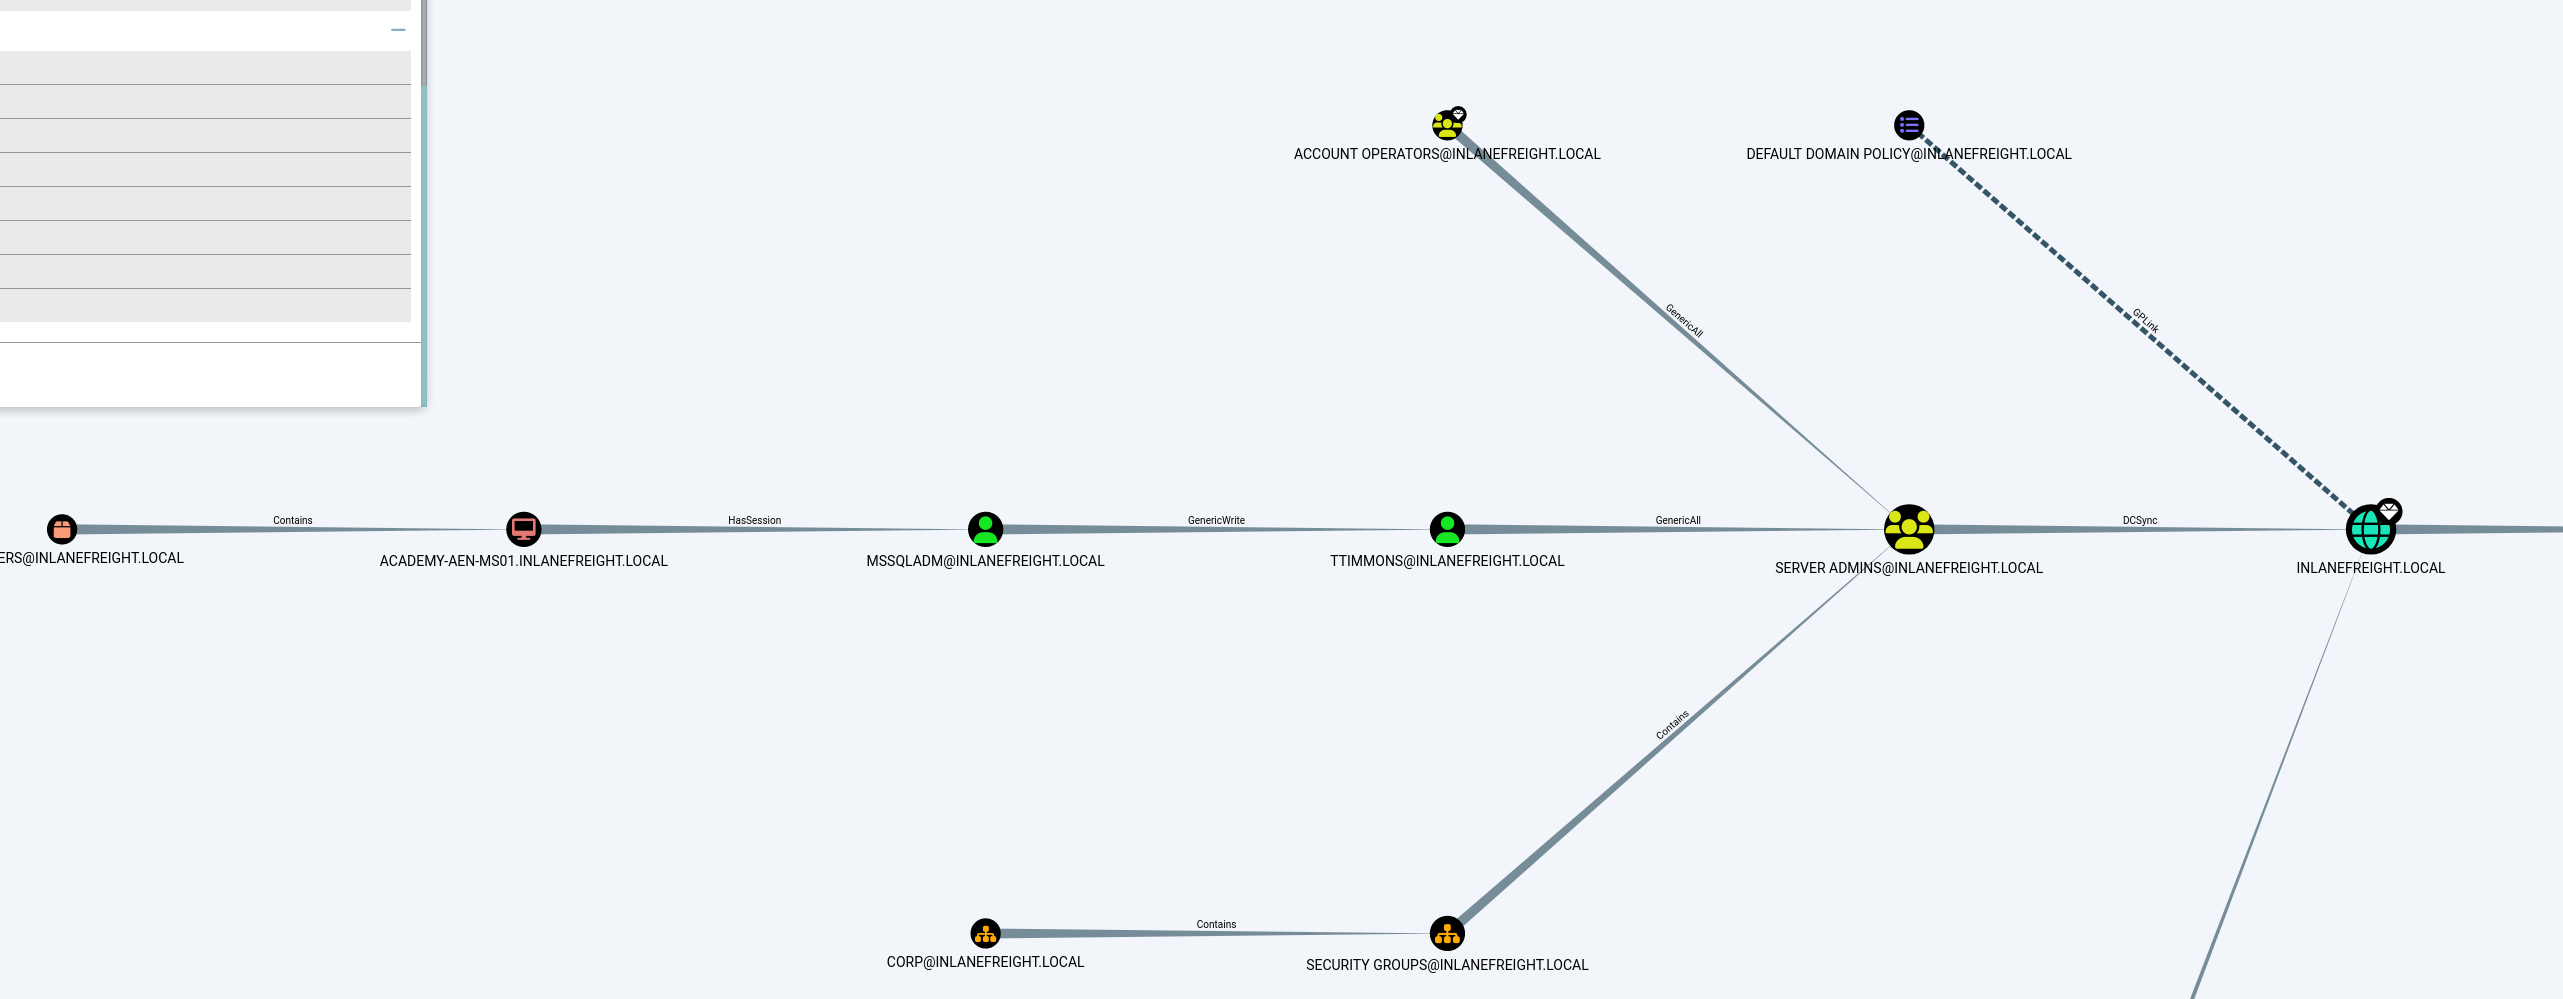 ACCOUNT OPERATORS@INLANEFREIGHT.LOCAL
DEFAULT DOMAIN POLICY@INLANEFREIGHT.LOCAL
GenericAll
GPLink
Contains
HasSession
GenericWrite
GenericAll
DCSync
ERS@INLANEFREIGHT.LOCAL
ACADEMY-AEN-MS01.INLANEFREIGHT.LOCAL
MSSQLADM@INLANEFREIGHT.LOCAL
TTIMMONS@INLANEFREIGHT.LOCAL
SERVER ADMINS@INLANEFREIGHT.LOCAL
INLANEFREIGHT.LOCAL
Contains
Contains
CORP@INLANEFREIGHT.LOCAL
SECURITY GROUPS@INLANEFREIGHT.LOCAL